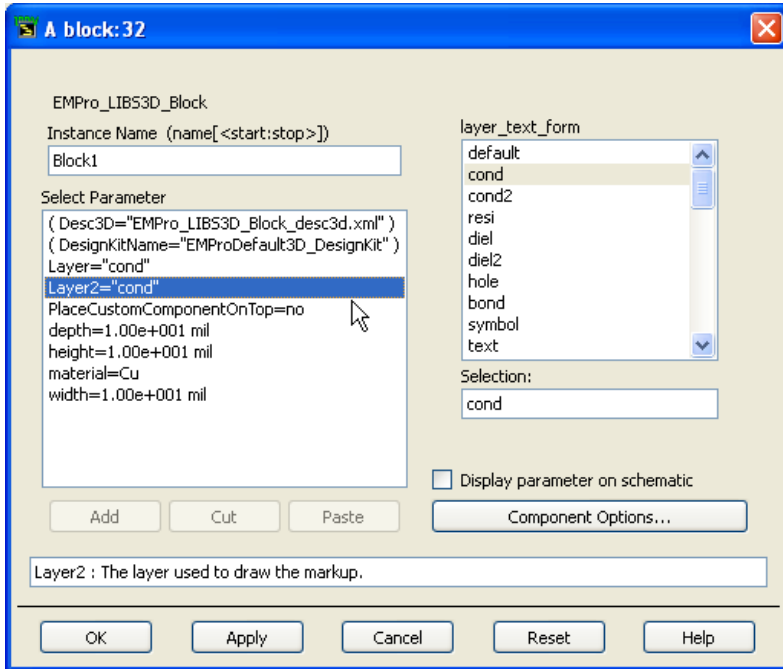 A block:32
EMPro_LIBS3D_Block
Instance Name (name[<start:stop>])
Block1
Select Parameter
( Desc3D="EMPro_LIBS3D_Block_desc3d.xml" )
( DesignKitName="EMProDefault3D_DesignKit" )
Layer="cond"
Layer2="cond"
PlaceCustomComponentOnTop=no
depth=1.00e+001 mil
height=1.00e+001 mil
material=Cu
width=1.00e+001 mil
Add Cut Paste
layer_text_form
default
cond
cond2
resi
diel
diel2
hole
bond
symbol
text
Selection:
cond
Display parameter on schematic
Component Options...
Layer2 : The layer used to draw the markup.
OK Apply Cancel Reset Help